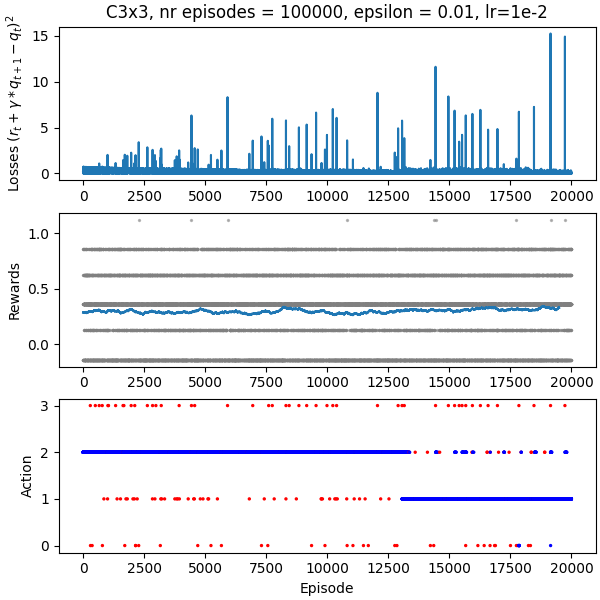 C3x3, nr episodes = 100000, epsilon = 0.01, lr=1e-2
Losses $(r_t + \gamma * q_{t+1} - q_t)^2$
15
10
5
0
0 2500 5000 7500 10000 12500 15000 17500 20000
Rewards
1.0
0.5
0.0
0 2500 5000 7500 10000 12500 15000 17500 20000
Action
3
2
1
0
0 2500 5000 7500 10000 12500 15000 17500 20000
Episode